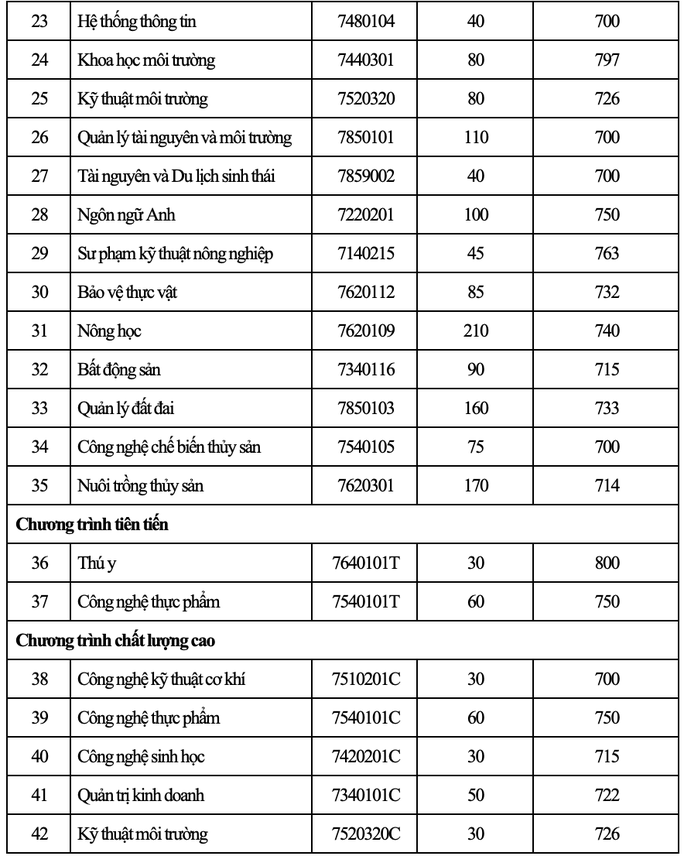 23 Hệ thống thông tin 7480104 40 700
24 Khoa học môi trường 7440301 80 797
25 Kỹ thuật môi trường 7520320 80 726
26 Quản lý tài nguyên và môi trường 7850101 110 700
27 Tài nguyên và Du lịch sinh thái 7859002 40 700
28 Ngôn ngữ Anh 7220201 100 750
29 Sư phạm kỹ thuật nông nghiệp 7140215 45 763
30 Bảo vệ thực vật 7620112 85 732
31 Nông học 7620109 210 740
32 Bất động sản 7340116 90 715
33 Quản lý đất đai 7850103 160 733
34 Công nghệ chế biến thủy sản 7540105 75 700
35 Nuôi trồng thủy sản 7620301 170 714
Chương trình tiên tiến
36 Thú y 7640101T 30 800
37 Công nghệ thực phẩm 7540101T 60 750
Chương trình chất lượng cao
38 Công nghệ kỹ thuật cơ khí 7510201C 30 700
39 Công nghệ thực phẩm 7540101C 60 750
40 Công nghệ sinh học 7420201C 30 715
41 Quản trị kinh doanh 7340101C 50 722
42 Kỹ thuật môi trường 7520320C 30 726